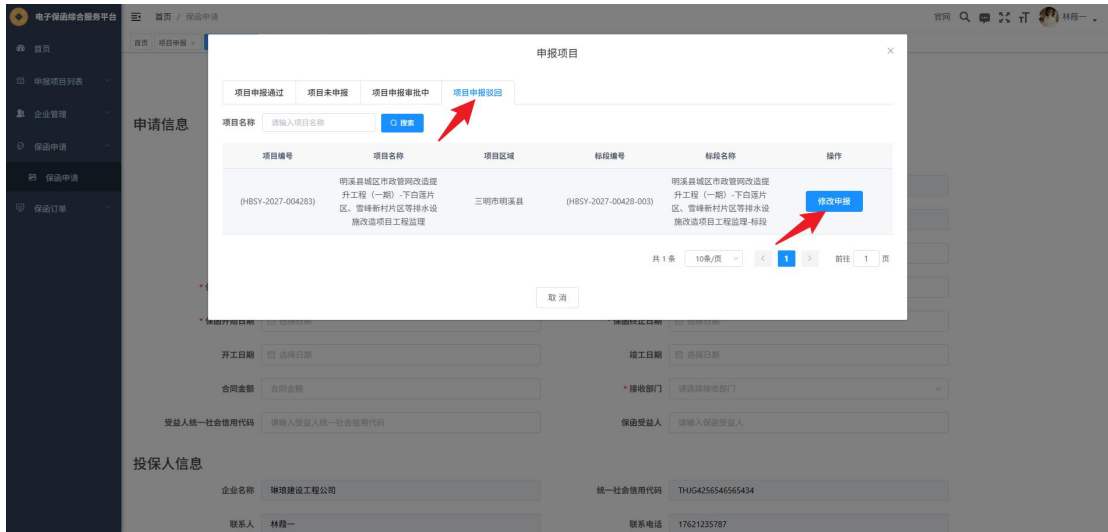 电子保函综合服务平台
首页 / 保函申请
官网
林葭一
首页 项目申报
首页
申报项目列表
企业管理
保函申请
保函申请
保函订单
申报项目
项目申报通过 项目未申报 项目申报审批中 项目申报驳回
项目名称 请输入项目名称 搜索
项目编号 项目名称 项目区域 标段编号 标段名称 操作
(HBSY-2027-004283)
明溪县城区市政管网改造提
升工程（一期）-下白莲片
区、雪峰新村片区等排水设
施改造项目工程监理
三明市明溪县
(HBSY-2027-00428-003)
明溪县城区市政管网改造提
升工程（一期）-下白莲片
区、雪峰新村片区等排水设
施改造项目工程监理-标段
修改申报
共 1 条 10条/页 1 前往 1 页
取 消
申请信息
* 保函开始日期 选择日期 * 保函终止日期 选择日期
开工日期 选择日期 竣工日期 选择日期
合同金额 合同金额 * 接收部门 请选择接收部门
受益人统一社会信用代码 请输入受益人统一社会信用代码 保函受益人 请输入保函受益人
投保人信息
企业名称 琳琅建设工程公司 统一社会信用代码 THJG4256546565434
联系人 林葭一 联系电话 17621235787